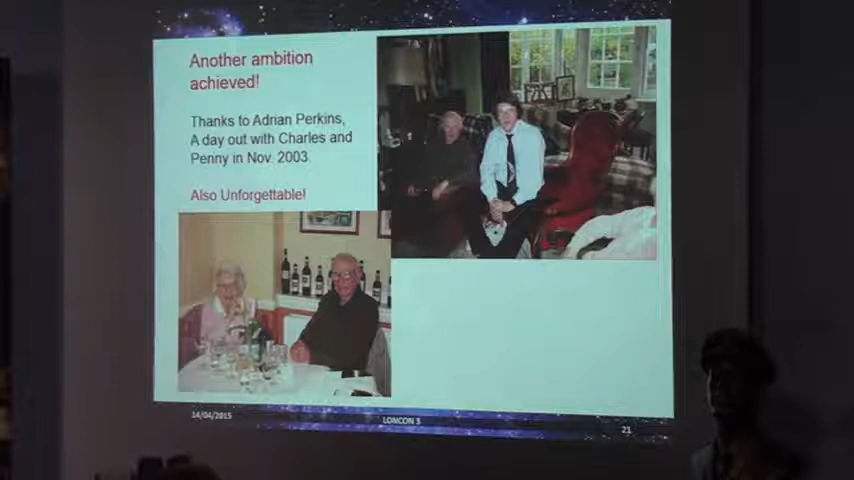 Another ambition
achieved!
Thanks to Adrian Perkins,
A day out with Charles and
Penny in Nov. 2003.
Also Unforgettable!
14/04/2015
LONCON 3
21